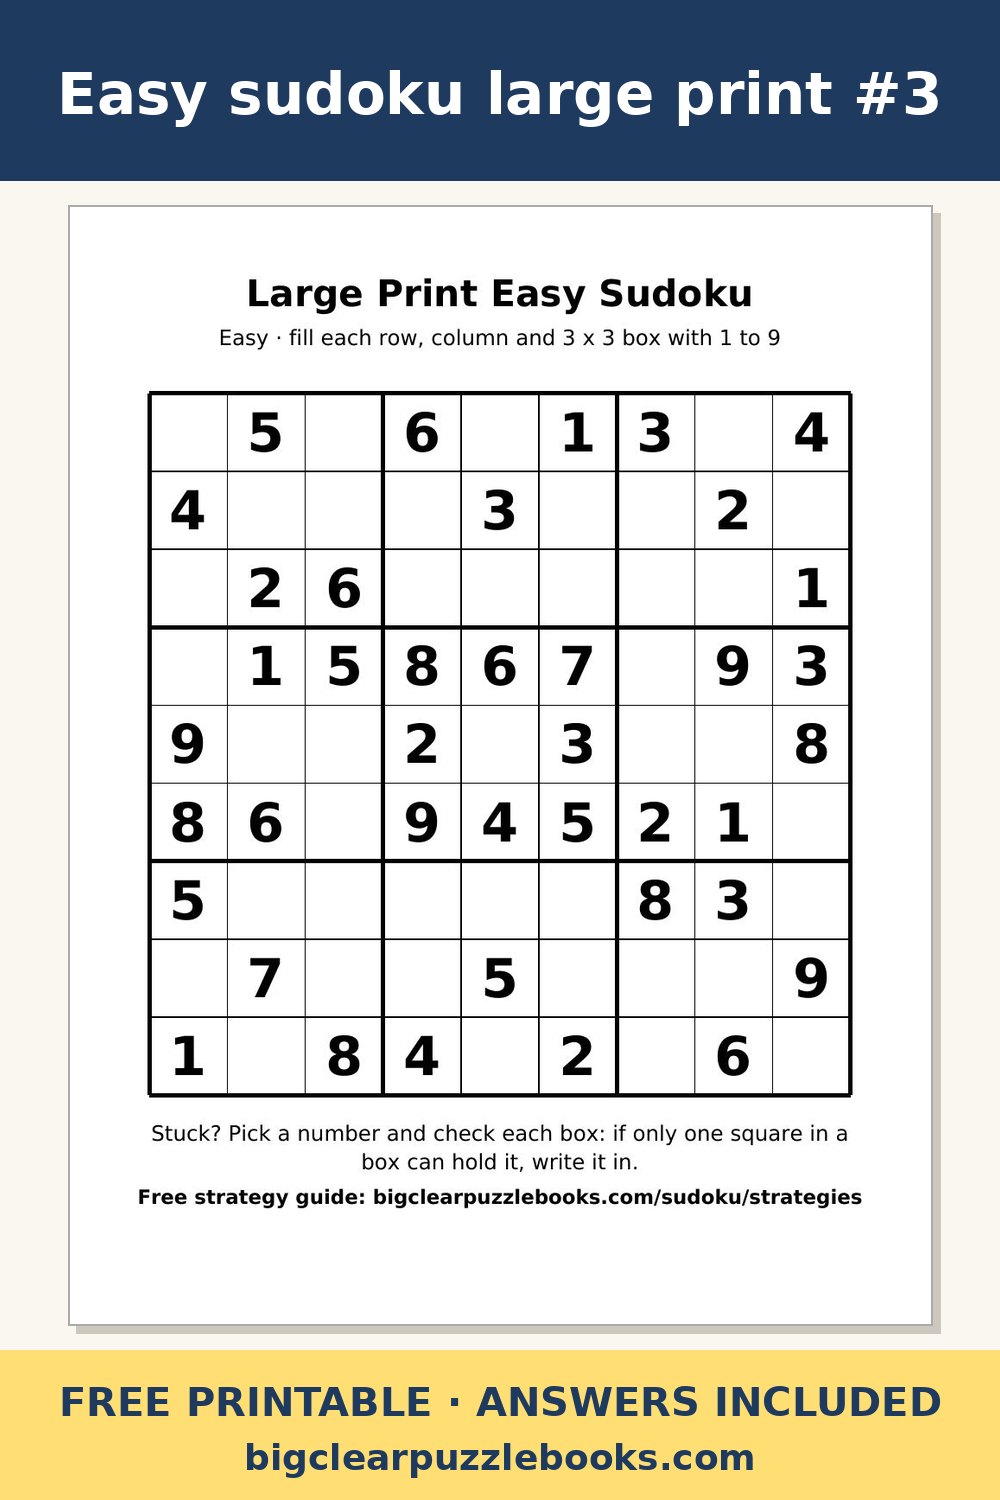 Easy sudoku large print #3
Large Print Easy Sudoku
Easy · fill each row, column and 3 x 3 box with 1 to 9
5 6 1 3 4
4 3 2
2 6 1
1 5 8 6 7 9 3
9 2 3 8
8 6 9 4 5 2 1
5 8 3
7 5 9
1 8 4 2 6
Stuck? Pick a number and check each box: if only one square in a
box can hold it, write it in.
Free strategy guide: bigclearpuzzlebooks.com/sudoku/strategies
FREE PRINTABLE · ANSWERS INCLUDED
bigclearpuzzlebooks.com